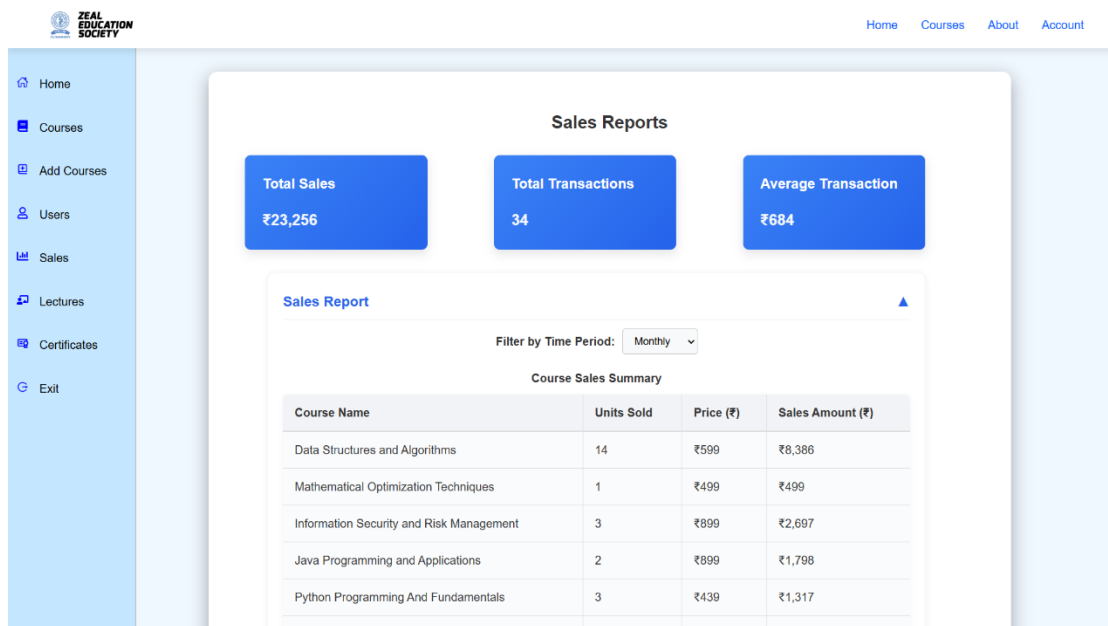 ZEAL
EDUCATION
SOCIETY
Home Courses About Account
Home
Courses
Add Courses
Users
Sales
Lectures
Certificates
Exit
Sales Reports
Total Sales
₹23,256
Total Transactions
34
Average Transaction
₹684
Sales Report ▲
Filter by Time Period: Monthly
Course Sales Summary
Course Name Units Sold Price (₹) Sales Amount (₹)
Data Structures and Algorithms 14 ₹599 ₹8,386
Mathematical Optimization Techniques 1 ₹499 ₹499
Information Security and Risk Management 3 ₹899 ₹2,697
Java Programming and Applications 2 ₹899 ₹1,798
Python Programming And Fundamentals 3 ₹439 ₹1,317